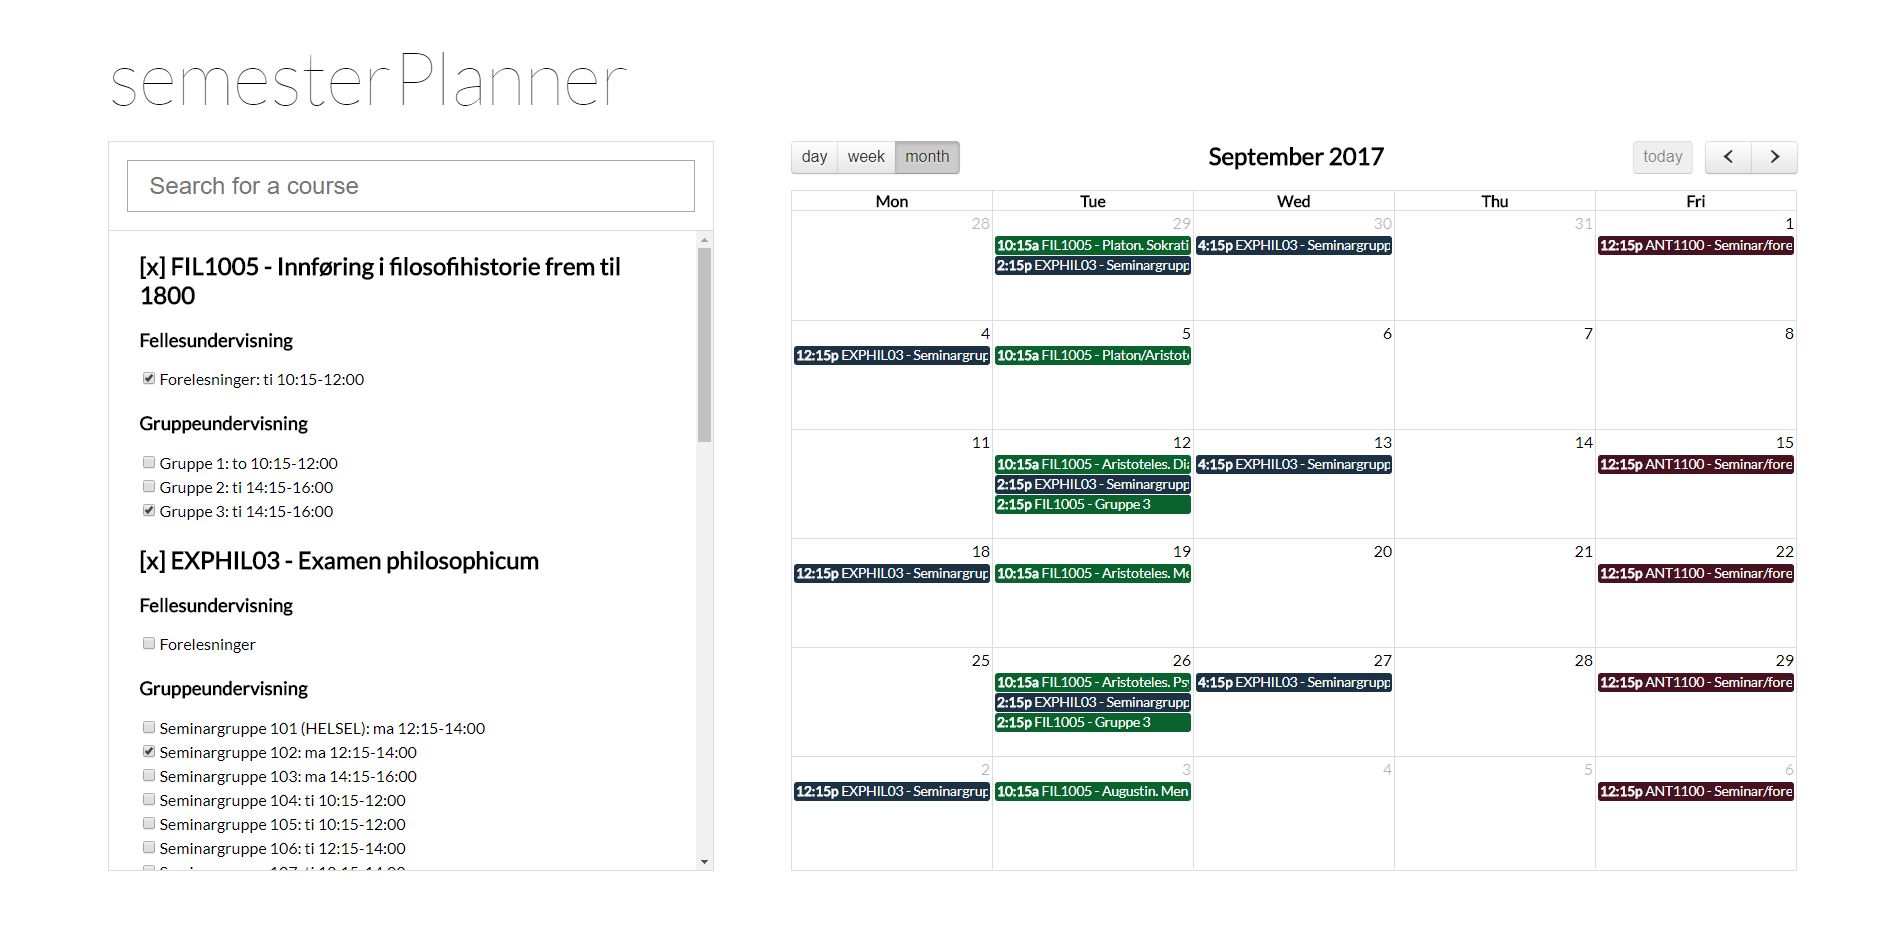 semesterPlanner
Search for a course
[x] FIL1005 - Innføring i filosofihistorie frem til
1800
Fellesundervisning
Forelesninger: ti 10:15-12:00
Gruppeundervisning
Gruppe 1: to 10:15-12:00
Gruppe 2: ti 14:15-16:00
Gruppe 3: ti 14:15-16:00
[x] EXPHIL03 - Examen philosophicum
Fellesundervisning
Forelesninger
Gruppeundervisning
Seminargruppe 101 (HELSEL): ma 12:15-14:00
Seminargruppe 102: ma 12:15-14:00
Seminargruppe 103: ma 14:15-16:00
Seminargruppe 104: ti 10:15-12:00
Seminargruppe 105: ti 10:15-12:00
Seminargruppe 106: ti 12:15-14:00
day week month
September 2017
today
Mon Tue Wed Thu Fri
28 29 30 31 1
10:15a FIL1005 - Platon. Sokrati 4:15p EXPHIL03 - Seminargrupp 12:15p ANT1100 - Seminar/fore
2:15p EXPHIL03 - Seminargrupp
4 5 6 7 8
12:15p EXPHIL03 - Seminargrup 10:15a FIL1005 - Platon/Aristot
11 12 13 14 15
10:15a FIL1005 - Aristoteles. Di 4:15p EXPHIL03 - Seminargrupp 12:15p ANT1100 - Seminar/fore
2:15p EXPHIL03 - Seminargrupp
2:15p FIL1005 - Gruppe 3
18 19 20 21 22
12:15p EXPHIL03 - Seminargrup 10:15a FIL1005 - Aristoteles. Me 12:15p ANT1100 - Seminar/fore
25 26 27 28 29
10:15a FIL1005 - Aristoteles. Ps 4:15p EXPHIL03 - Seminargrupp 12:15p ANT1100 - Seminar/fore
2:15p EXPHIL03 - Seminargrupp
2:15p FIL1005 - Gruppe 3
2 3 4 5 6
12:15p EXPHIL03 - Seminargrup 10:15a FIL1005 - Augustin. Men 12:15p ANT1100 - Seminar/fore